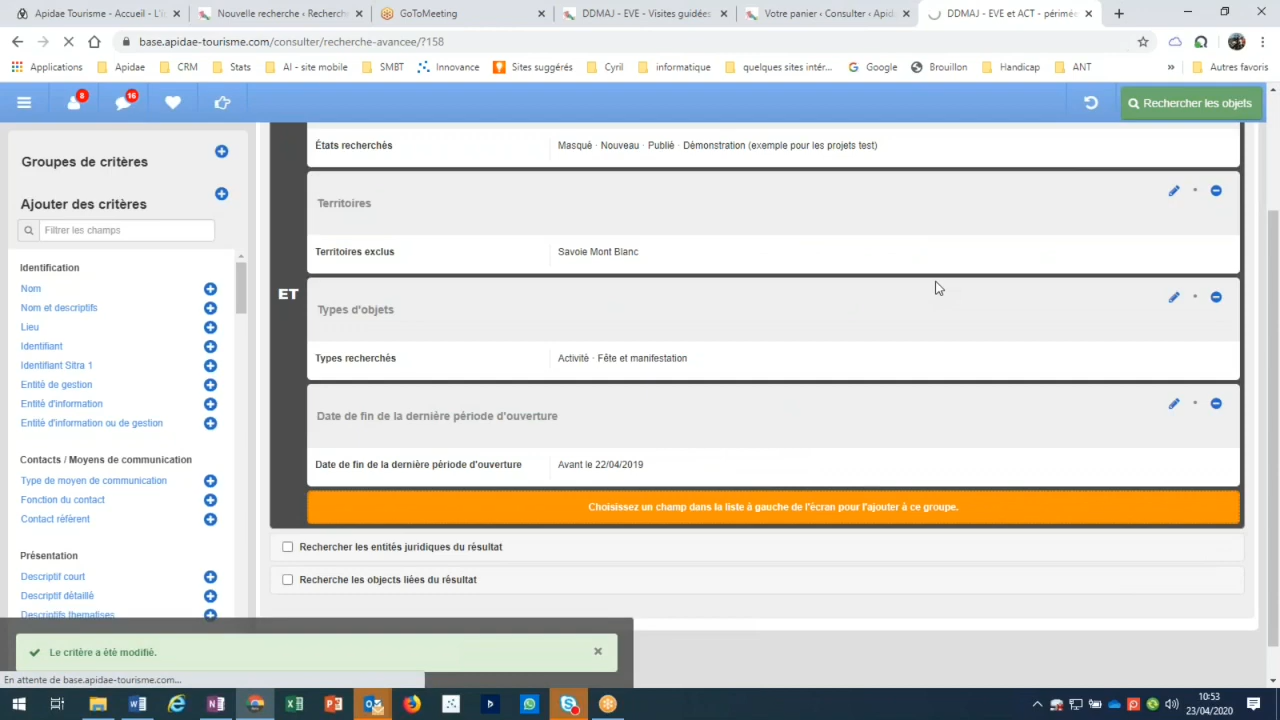 Apidae Tourisme - Accueil - L'i
Nouvelle recherche ‹ Recherch
GoToMeeting
DDMAJ - EVE - Visites guidées
Votre panier ‹ Consulter ‹ Api
DDMAJ - EVE et ACT - périmé
base.apidae-tourisme.com/consulter/recherche-avancee/?158
Applications
Apidae
CRM
Stats
AI - site mobile
SMBT
Innovance
Sites suggérés
Cyril
informatique
quelques sites intér...
Google
Brouillon
Handicap
ANT
»
Autres favoris
8
16
Rechercher les objets
Groupes de critères
Ajouter des critères
Filtrer les champs
Identification
Nom
Nom et descriptifs
Lieu
Identifiant
Identifiant Sitra 1
Entité de gestion
Entité d'information
Entité d'information ou de gestion
Contacts / Moyens de communication
Type de moyen de communication
Fonction du contact
Contact référent
Présentation
Descriptif court
Descriptif détaillé
Descriptifs thematises
ET
États recherchés
Masqué · Nouveau · Publié · Démonstration (exemple pour les projets test)
Territoires
Territoires exclus
Savoie Mont Blanc
Types d'objets
Types recherchés
Activité · Fête et manifestation
Date de fin de la dernière période d'ouverture
Date de fin de la dernière période d'ouverture
Avant le 22/04/2019
Choisissez un champ dans la liste à gauche de l'écran pour l'ajouter à ce groupe.
Rechercher les entités juridiques du résultat
Recherche les objects liées du résultat
Le critère a été modifié.
En attente de base.apidae-tourisme.com...
10:53
23/04/2020